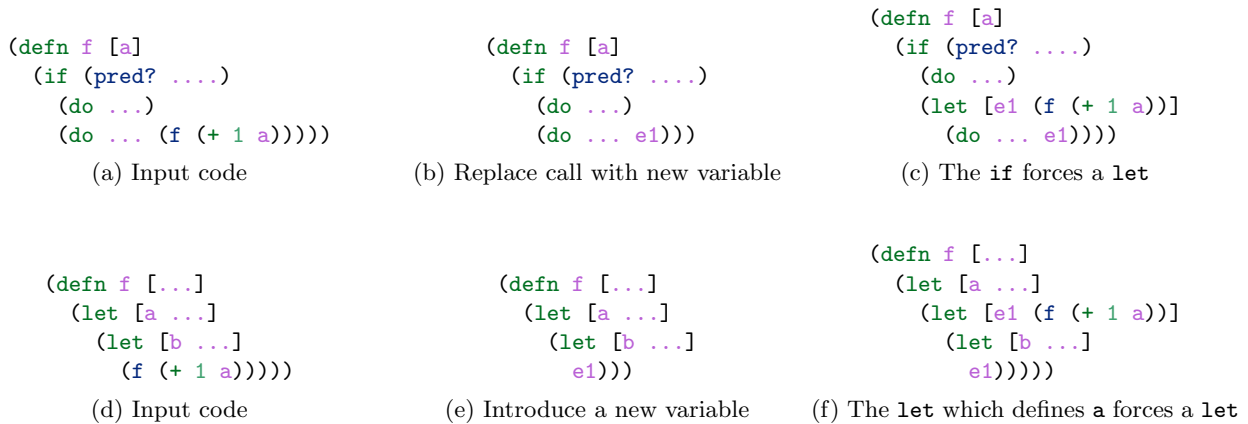 (defn f [a]
(if (pred? ....)
(do ...)
(do ... (f (+ 1 a)))))
(a) Input code
(defn f [a]
(if (pred? ....)
(do ...)
(do ... e1)))
(b) Replace call with new variable
(defn f [a]
(if (pred? ....)
(do ...)
(let [e1 (f (+ 1 a))]
(do ... e1))))
(c) The if forces a let
(defn f [...]
(let [a ...]
(let [b ...]
(f (+ 1 a)))))
(d) Input code
(defn f [...]
(let [a ...]
(let [b ...]
e1)))
(e) Introduce a new variable
(defn f [...]
(let [a ...]
(let [e1 (f (+ 1 a))]
(let [b ...]
e1)))))
(f) The let which defines a forces a let